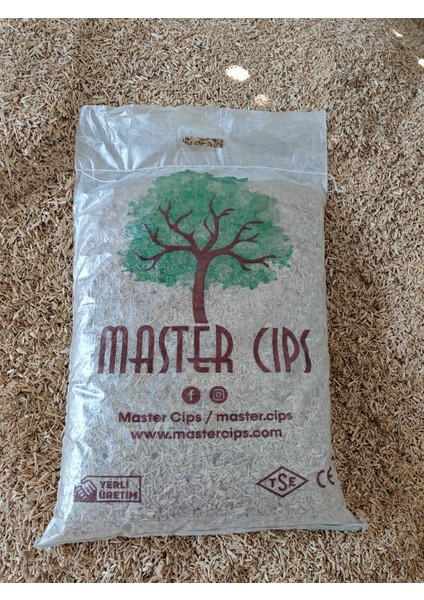 MASTER CIPS
Master Cips / master.cips
www.mastercips.com
YERLİ
ÜRETİM
TSE
CE